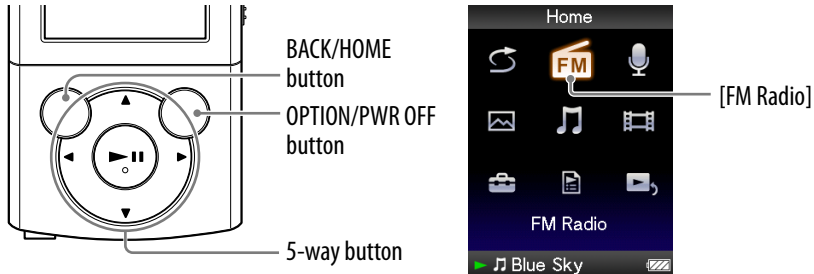 BACK/HOME
button
OPTION/PWR OFF
button
5-way button
Home
FM
[FM Radio]
FM Radio
Blue Sky